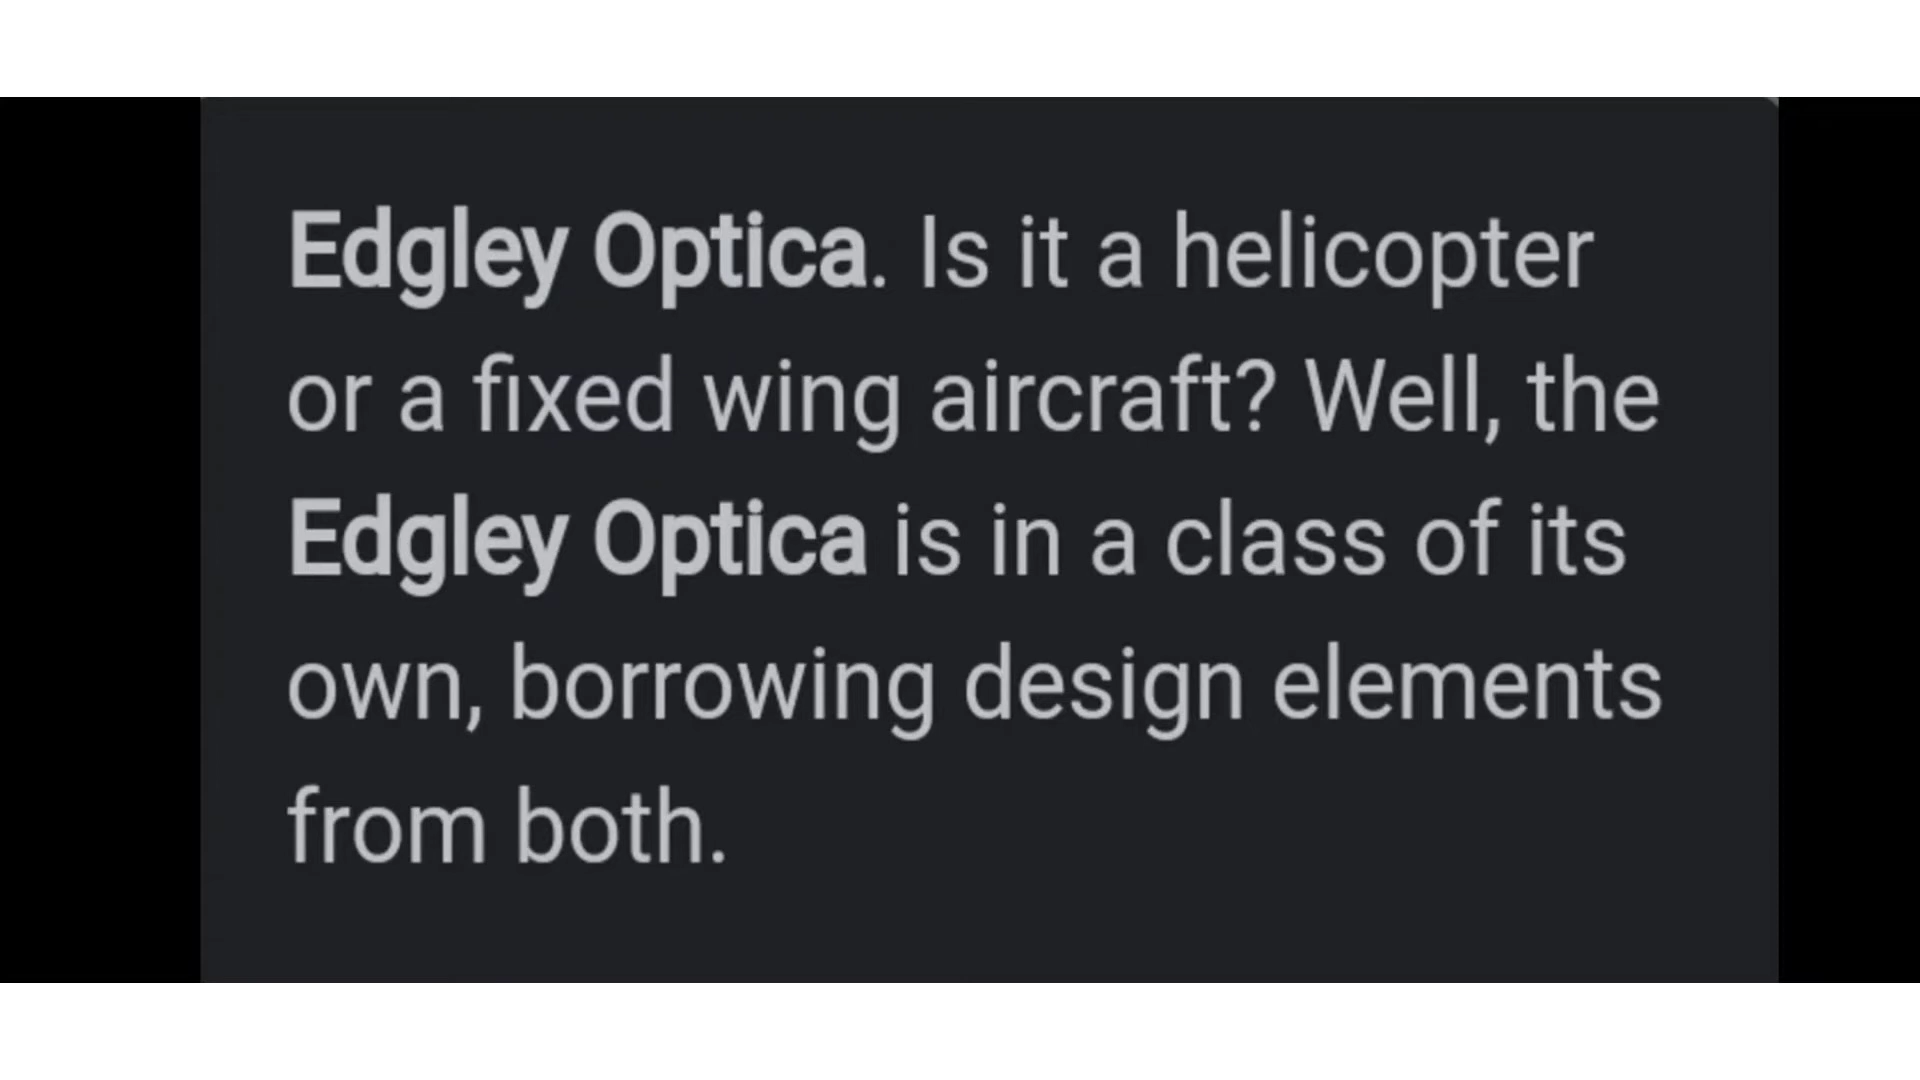 Edgley Optica. Is it a helicopter
or a fixed wing aircraft? Well, the
Edgley Optica is in a class of its
own, borrowing design elements
from both.